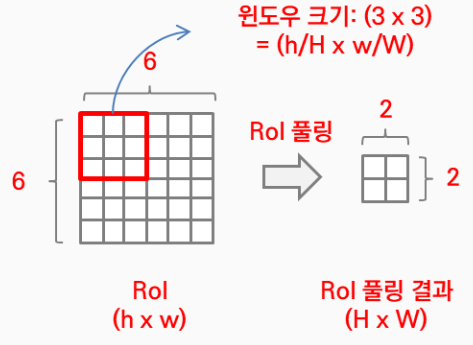 윈도우 크기: (3 x 3)
= (h/H x w/W)
6
6
RoI 풀링
2
2
RoI
(h x w)
RoI 풀링 결과
(H x W)